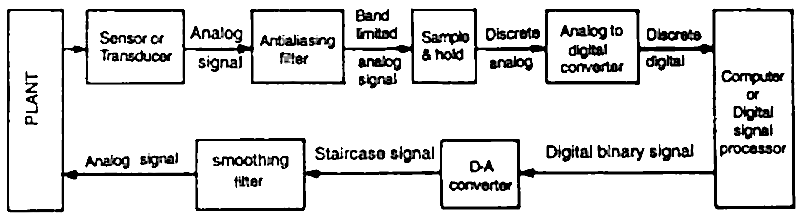 PLANT
Sensor or
Transducer
Analog
signal
Antialiasing
filter
Band
limited
analog
signal
Sample
& hold
Discrete
analog
Analog to
digital
converter
Discrete
digital
Computer
or
Digital
signal
processor
Digital binary signal
D-A
converter
Staircase signal
smoothing
filter
Analog signal